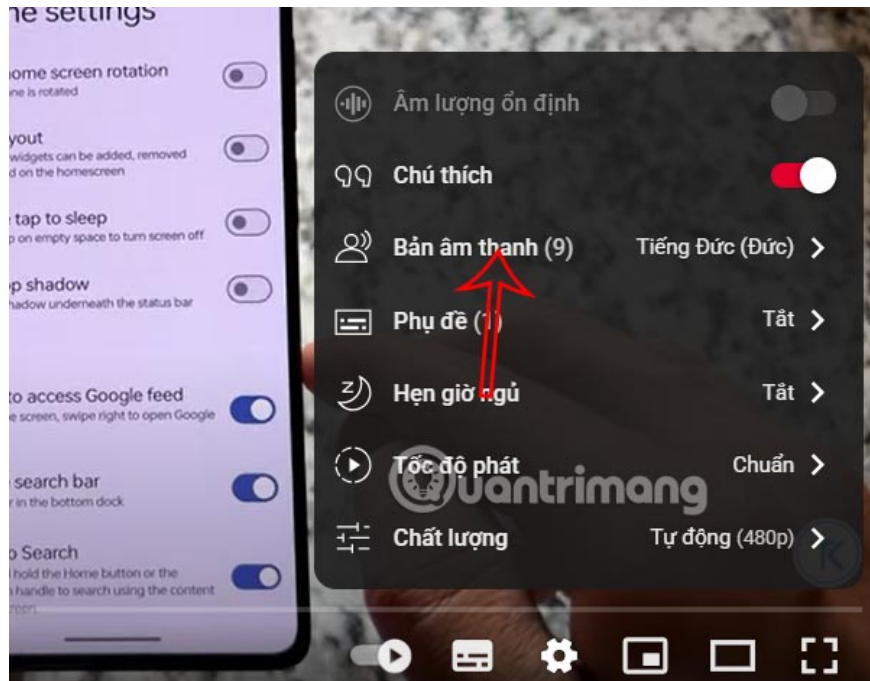 ne settings
ome screen rotation
one is rotated
yout
widgets can be added, removed
d on the homescreen
tap to sleep
p on empty space to turn screen off
p shadow
hadow underneath the status bar
to access Google feed
e screen, swipe right to open Google
search bar
r in the bottom dock
o Search
hold the Home button or the
handle to search using the content
Âm lượng ổn định
Chú thích
Bản âm thanh (9) Tiếng Đức (Đức)
Phụ đề (1) Tắt
Hẹn giờ ngủ Tắt
Tốc độ phát Chuẩn
Quantrimang
Chất lượng Tự động (480p)